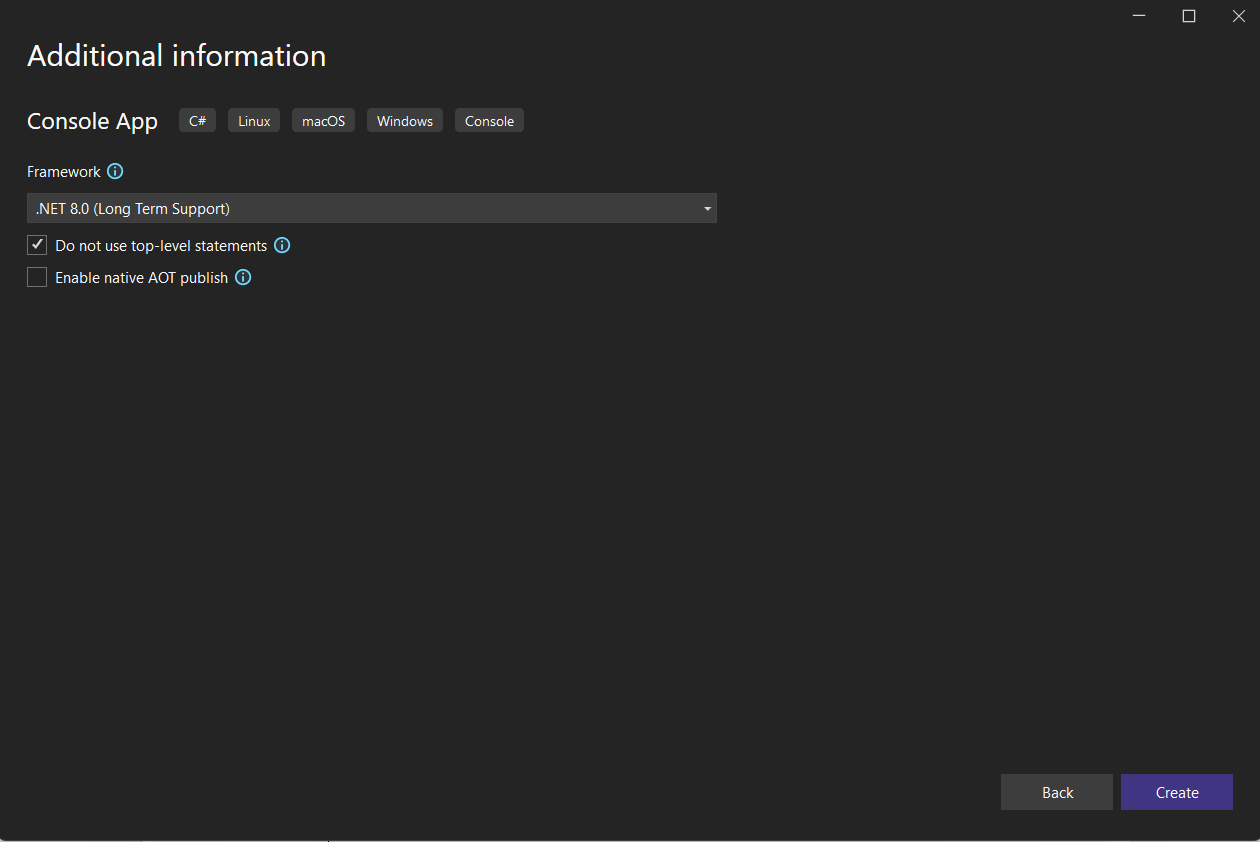 Additional information
Console App C# Linux macOS Windows Console
Framework
.NET 8.0 (Long Term Support)
Do not use top-level statements
Enable native AOT publish
Back Create